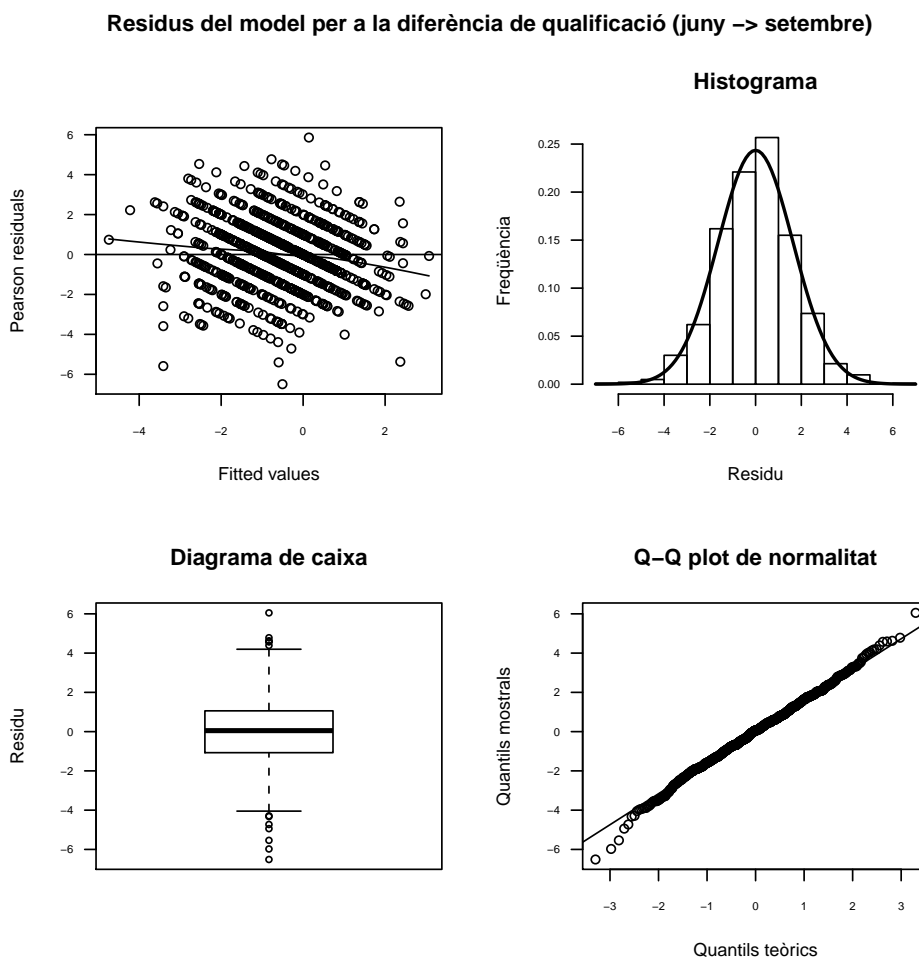 Residus del model per a la diferència de qualificació (juny −> setembre)
Histograma
Pearson residuals
6
4
2
0
−2
−4
−6
−4 −2 0 2
Fitted values
Freqüència
0.25
0.20
0.15
0.10
0.05
0.00
−6 −4 −2 0 2 4 6
Residu
Diagrama de caixa
Q−Q plot de normalitat
Residu
6
4
2
0
−2
−4
−6
Quantils mostrals
6
4
2
0
−2
−4
−6
−3 −2 −1 0 1 2 3
Quantils teòrics